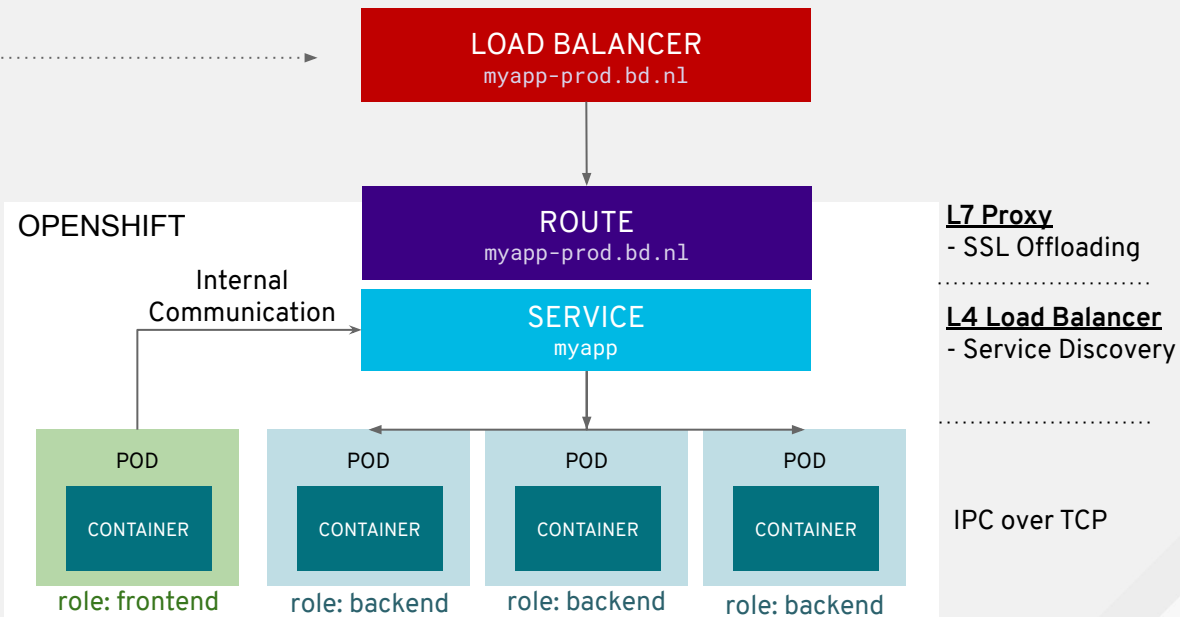 LOAD BALANCER
myapp-prod.bd.nl
OPENSHIFT
ROUTE
myapp-prod.bd.nl
L7 Proxy
- SSL Offloading
Internal
Communication
SERVICE
myapp
L4 Load Balancer
- Service Discovery
POD
POD
POD
POD
CONTAINER
CONTAINER
CONTAINER
CONTAINER
IPC over TCP
role: frontend
role: backend
role: backend
role: backend